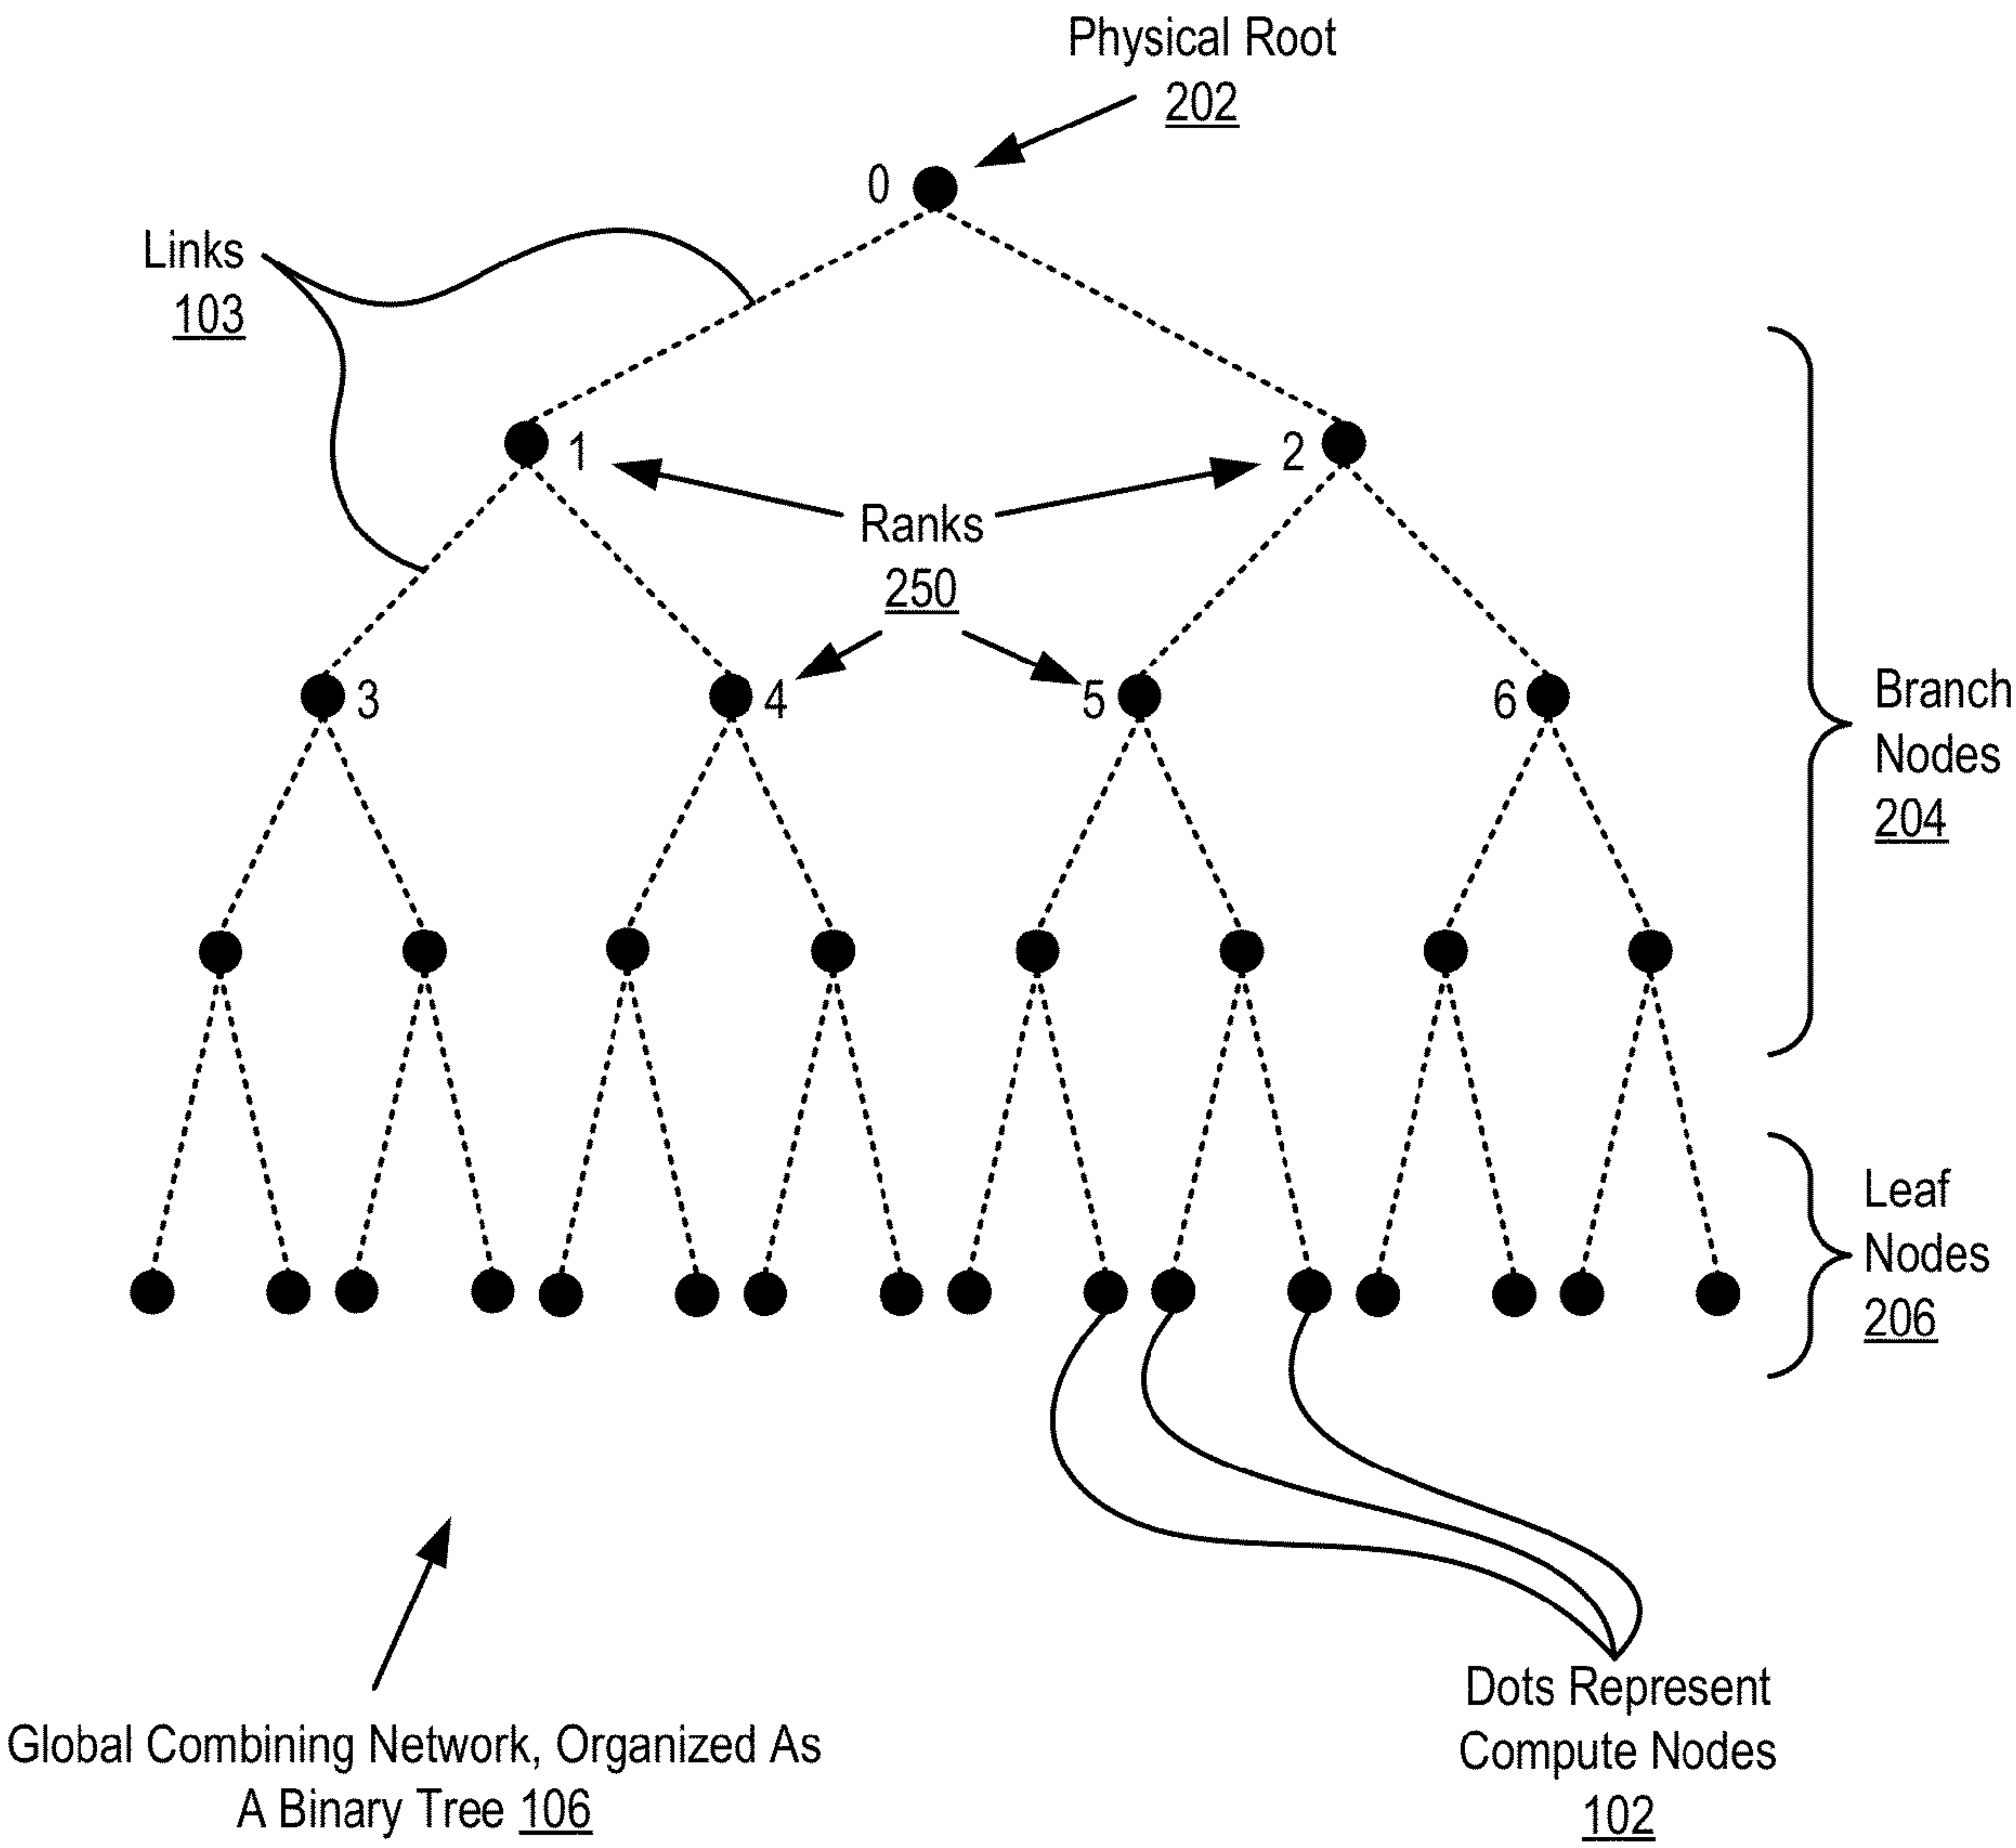 Physical Root
202
0
Links
103
1
2
Ranks
250
3
4
5
6
Branch
Nodes
204
Leaf
Nodes
206
Global Combining Network, Organized As
A Binary Tree 106
Dots Represent
Compute Nodes
102